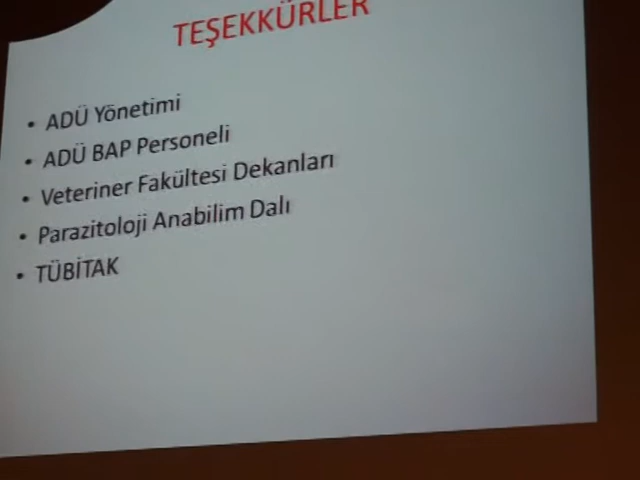 TEŞEKKÜRLER
• ADÜ Yönetimi
• ADÜ BAP Personeli
• Veteriner Fakültesi Dekanları
• Parazitoloji Anabilim Dalı
• TÜBİTAK